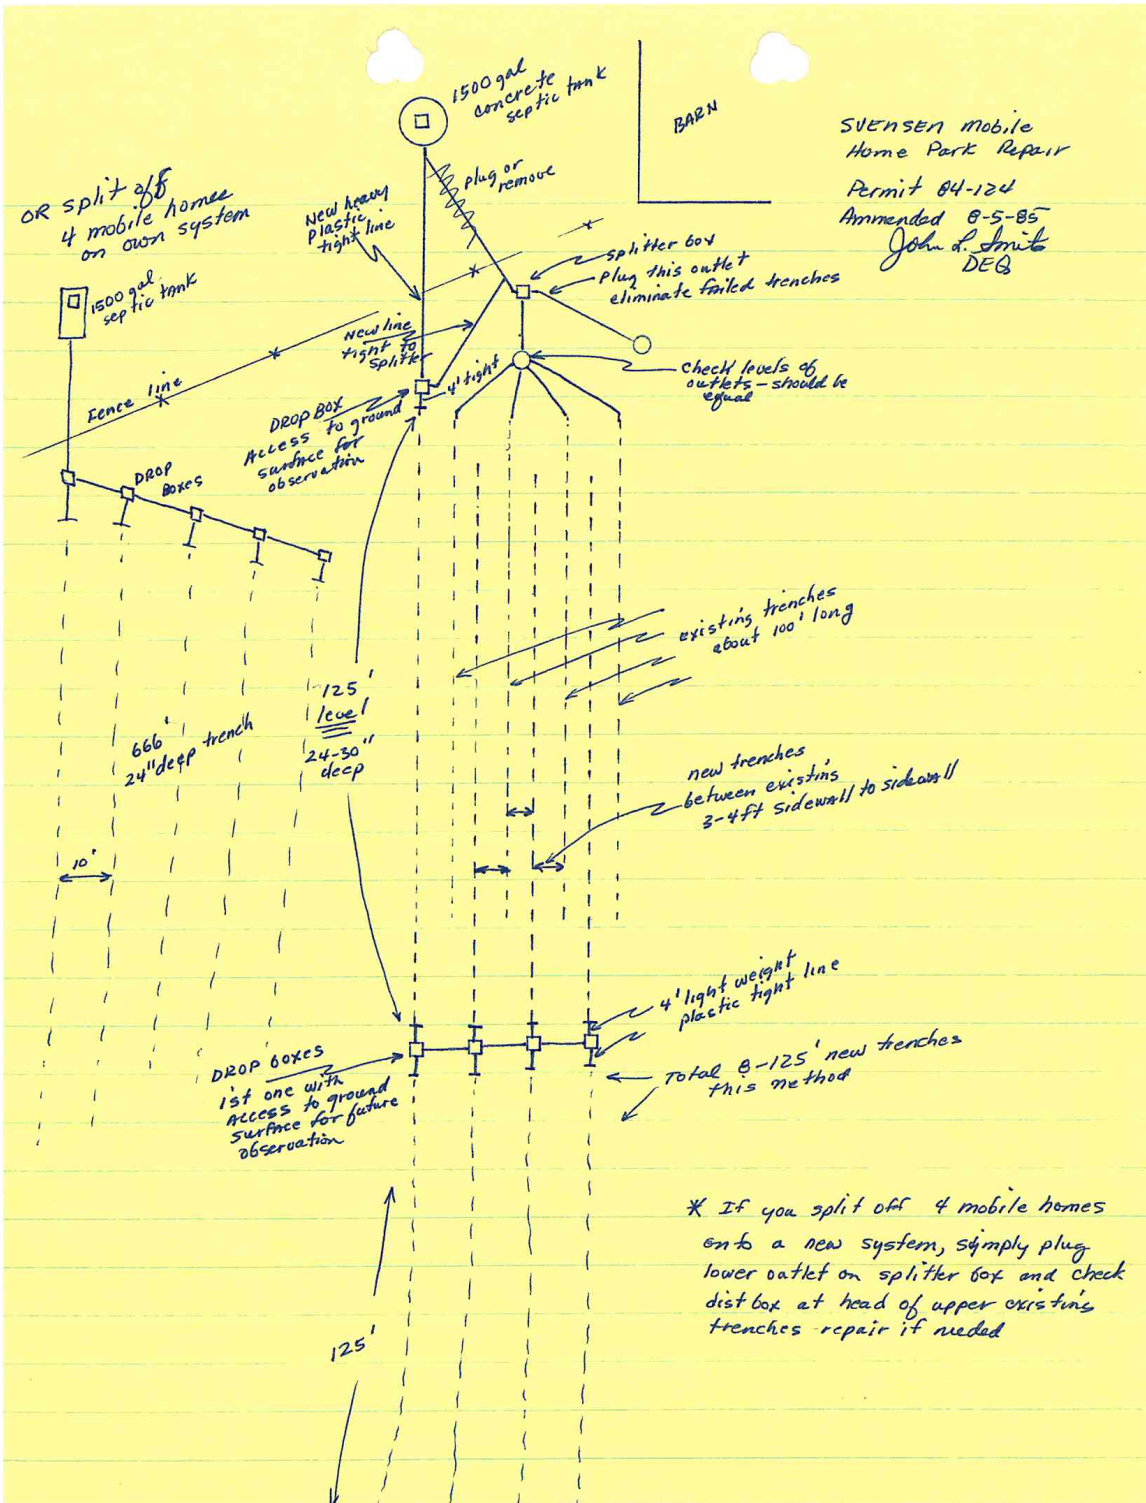 1500 gal
concrete
septic tank
BARN
SVENSEN Mobile
Home Park Repair
Permit 84-124
Ammended 8-5-85
John L. Smits
DEQ
OR split off
4 mobile homes
on own system
1500 gal.
septic tank
plug or
remove
New heavy
plastic
tight line
splitter box
Plug this outlet
eliminate failed trenches
New line
tight to
splitter
4' tight
check levels of
outlets – should be
equal
Fence line
DROP BOX
Access to ground
surface for
observation
DROP
Boxes
existing trenches
about 100' long
125'
level
24-30"
deep
666'
24" deep trench
new trenches
between existing
3-4ft sidewall to sidewall
10'
4' light weight
plastic tight line
DROP boxes
1st one with
Access to ground
surface for future
observation
Total 8-125' new trenches
this method
* If you split off 4 mobile homes
onto a new system, simply plug
lower outlet on splitter box and check
dist box at head of upper existing
trenches - repair if needed
125'